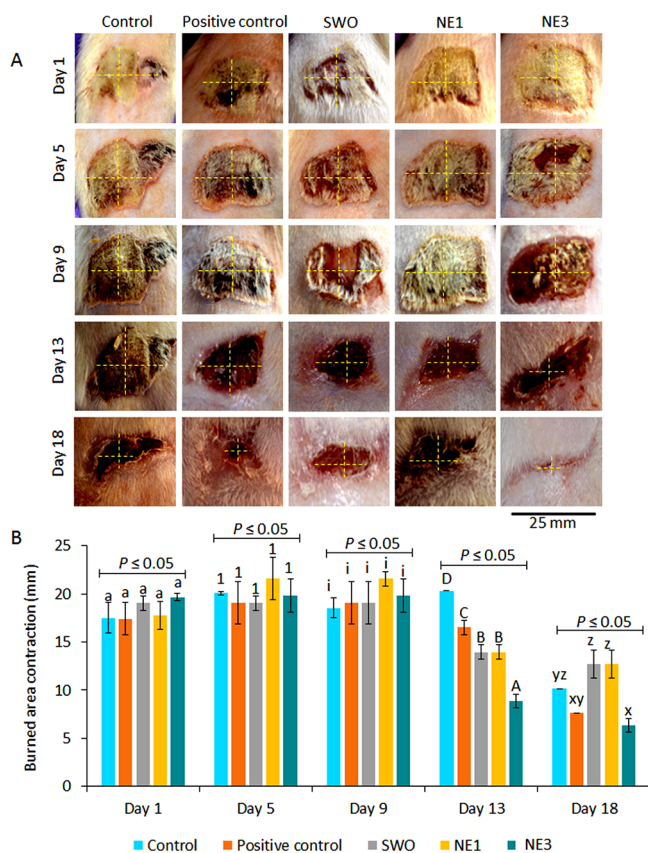 Control Positive control SWO NE1 NE3
A
Day 1
Day 5
Day 9
Day 13
Day 18
25 mm
B
Burned area contraction (mm)
25
20
15
10
5
0
P ≤ 0.05 P ≤ 0.05 P ≤ 0.05 P ≤ 0.05 P ≤ 0.05
a a a a a
1 1 1 1 1
i i i i i
D C B B A
yz xy z z x
Day 1 Day 5 Day 9 Day 13 Day 18
Control Positive control SWO NE1 NE3